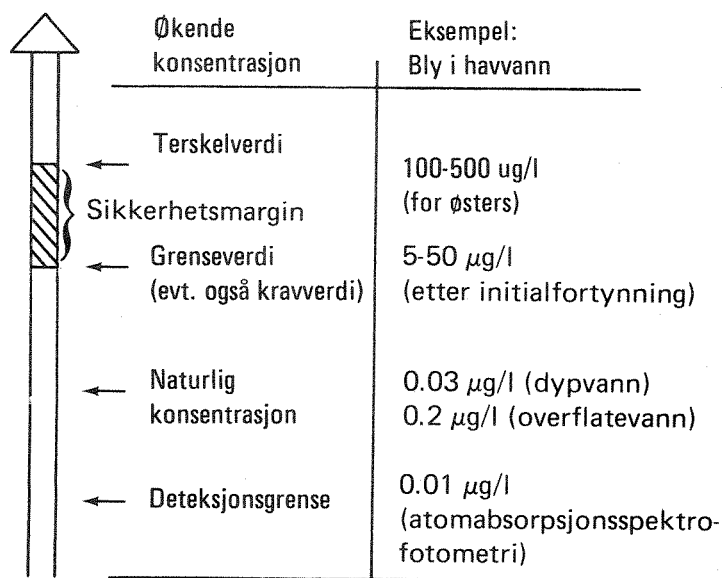 Økende
konsentrasjon
Eksempel:
Bly i havvann
Terskelverdi
100-500 ug/l
(for østers)
Sikkerhetsmargin
Grenseverdi
(evt. også kravverdi)
5-50 μg/l
(etter initialfortynning)
Naturlig
konsentrasjon
0.03 μg/l (dypvann)
0.2 μg/l (overflatevann)
Deteksjonsgrense
0.01 μg/l
(atomabsorpsjonsspektro-
fotometri)